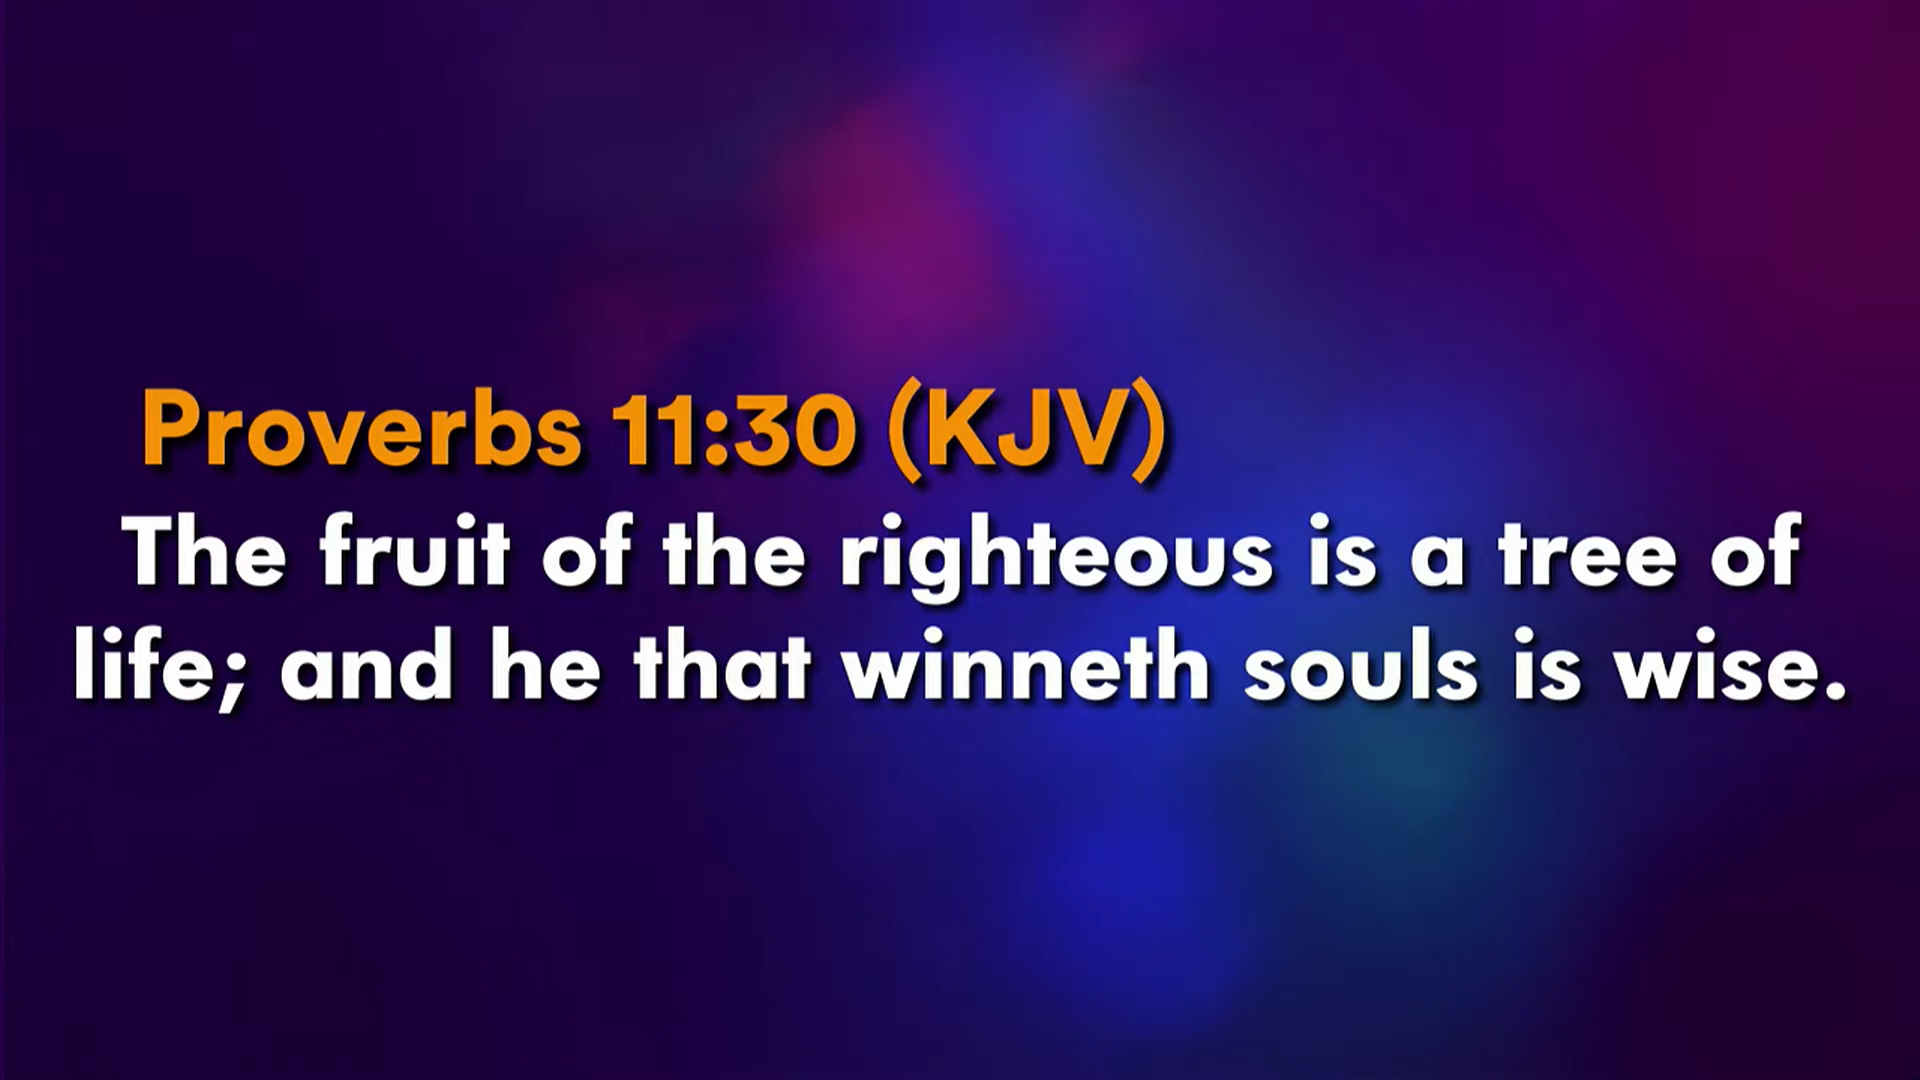 Proverbs 11:30 (KJV)
The fruit of the righteous is a tree of
life; and he that winneth souls is wise.